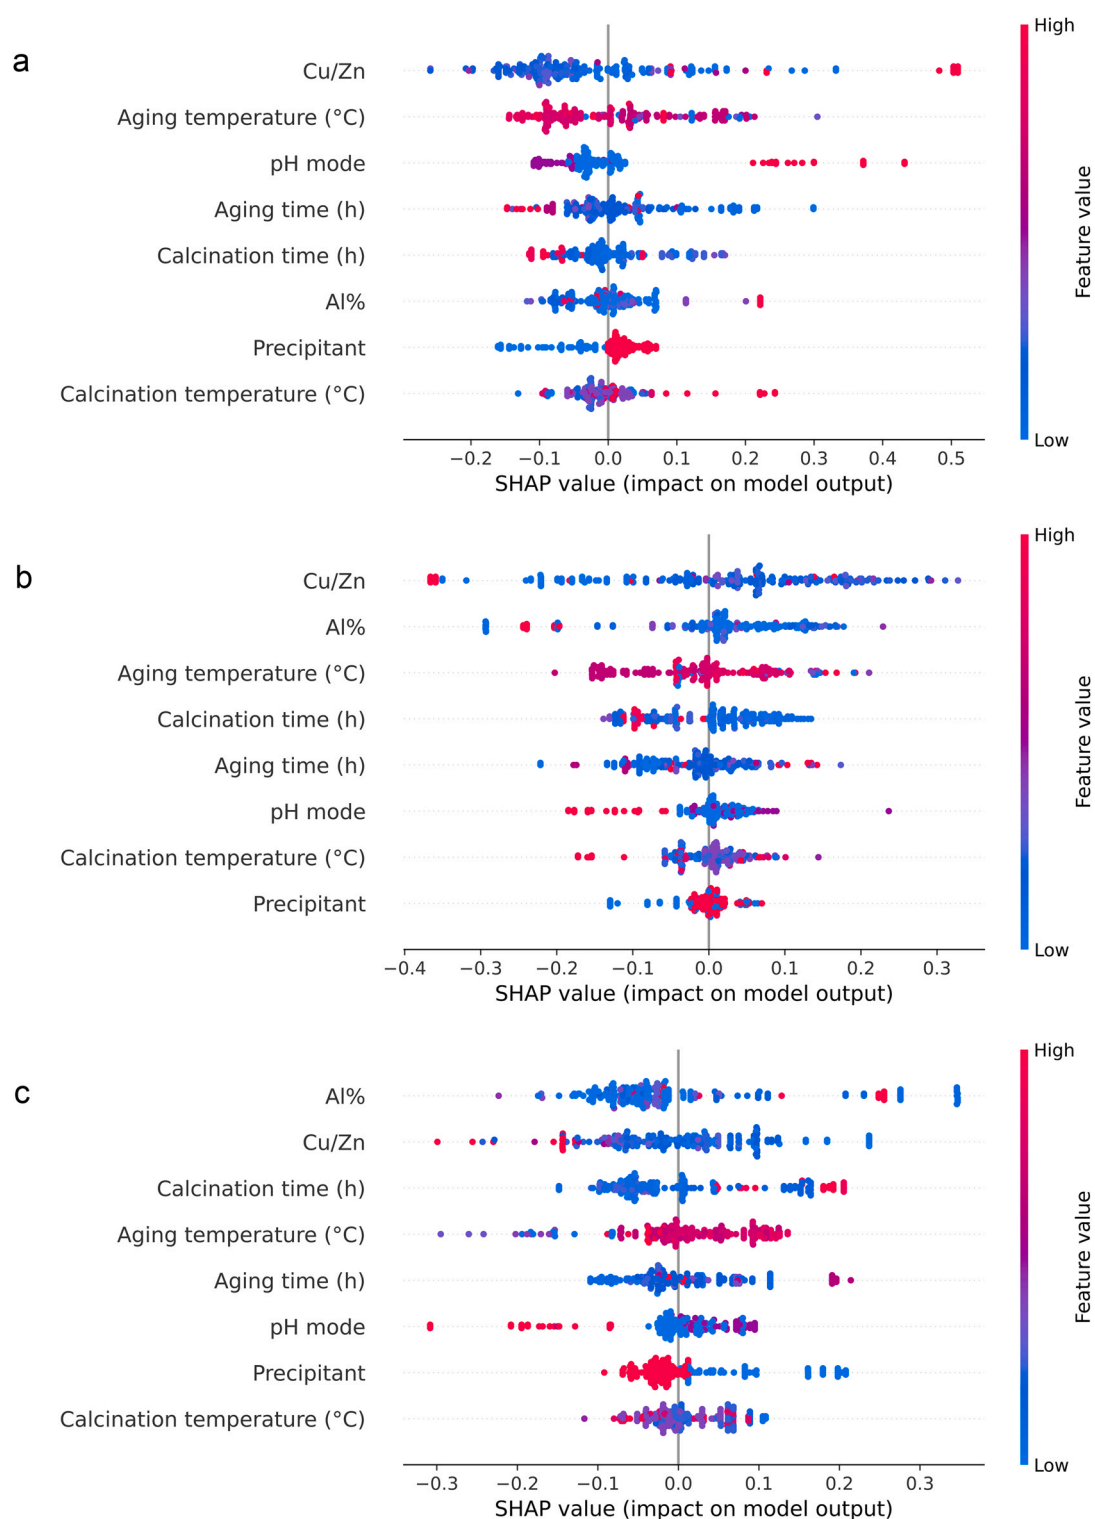 a
High
Cu/Zn
Aging temperature (°C)
pH mode
Aging time (h)
Calcination time (h)
Al%
Precipitant
Calcination temperature (°C)
Feature value
Low
−0.2 −0.1 0.0 0.1 0.2 0.3 0.4 0.5
SHAP value (impact on model output)
b
High
Cu/Zn
Al%
Aging temperature (°C)
Calcination time (h)
Aging time (h)
pH mode
Calcination temperature (°C)
Precipitant
Feature value
Low
−0.4 −0.3 −0.2 −0.1 0.0 0.1 0.2 0.3
SHAP value (impact on model output)
c
High
Al%
Cu/Zn
Calcination time (h)
Aging temperature (°C)
Aging time (h)
pH mode
Precipitant
Calcination temperature (°C)
Feature value
Low
−0.3 −0.2 −0.1 0.0 0.1 0.2 0.3
SHAP value (impact on model output)